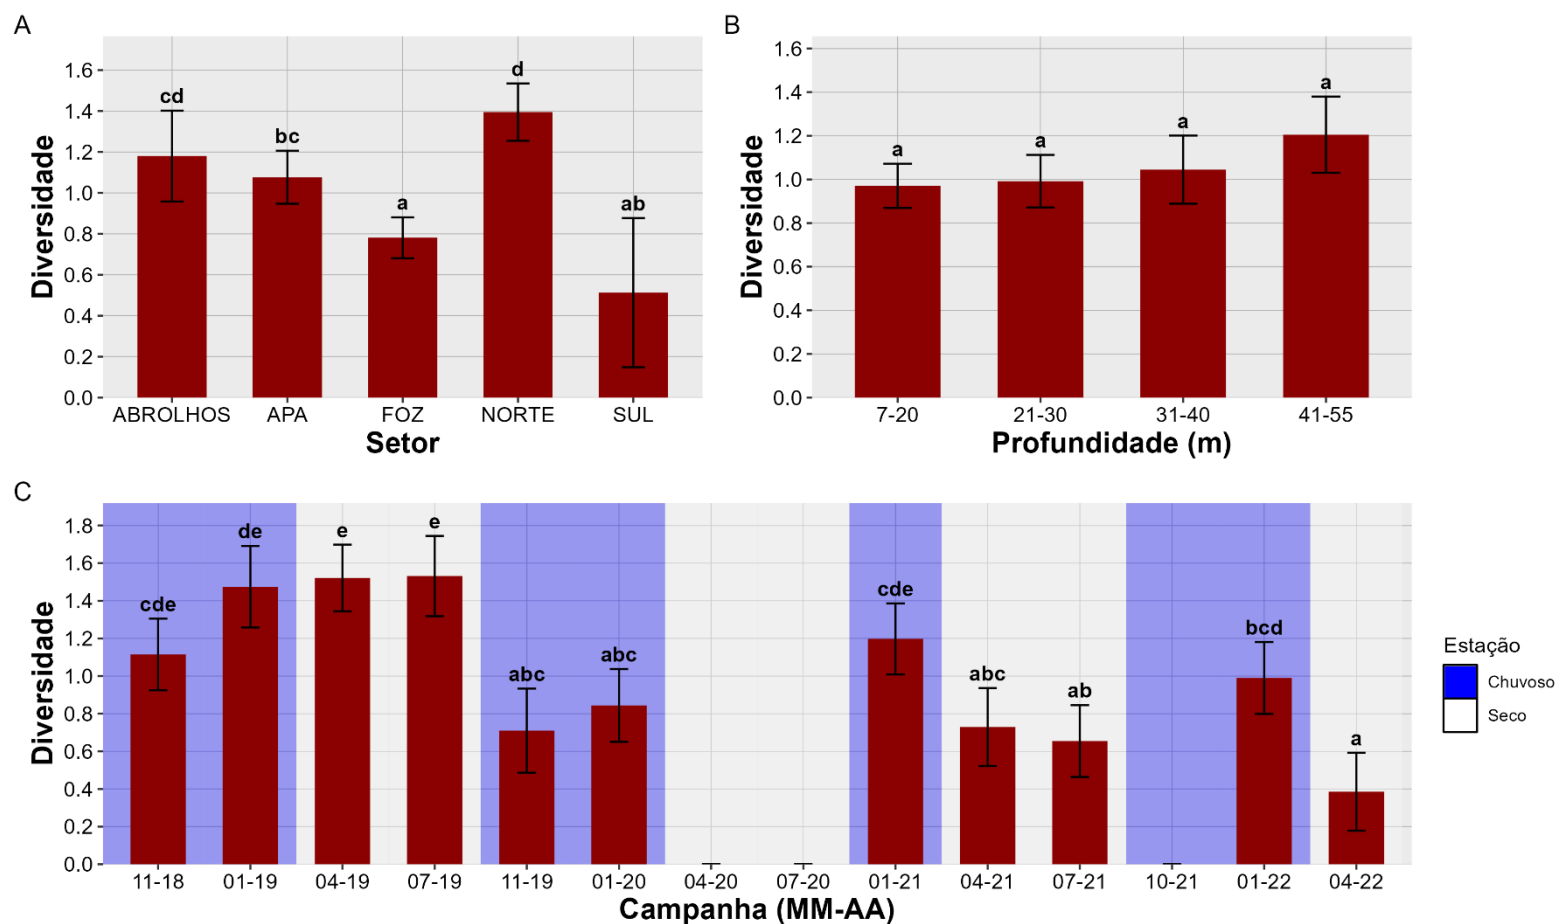 A
Diversidade
1.6
1.4
1.2
1.0
0.8
0.6
0.4
0.2
0.0
cd
bc
a
d
ab
ABROLHOS APA FOZ NORTE SUL
Setor
B
Diversidade
1.6
1.4
1.2
1.0
0.8
0.6
0.4
0.2
0.0
a
a
a
a
7-20 21-30 31-40 41-55
Profundidade (m)
C
Diversidade
1.8
1.6
1.4
1.2
1.0
0.8
0.6
0.4
0.2
0.0
cde
de
e
e
abc
abc
cde
abc
ab
bcd
a
11-18 01-19 04-19 07-19 11-19 01-20 04-20 07-20 01-21 04-21 07-21 10-21 01-22 04-22
Campanha (MM-AA)
Estação
Chuvoso
Seco